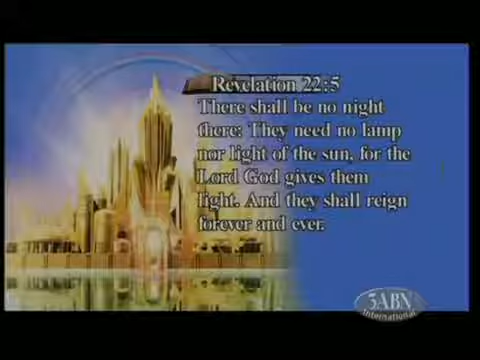 Revelation 22:5
There shall be no night
there: They need no lamp
nor light of the sun, for the
Lord God gives them
light. And they shall reign
forever and ever.
3ABN
International